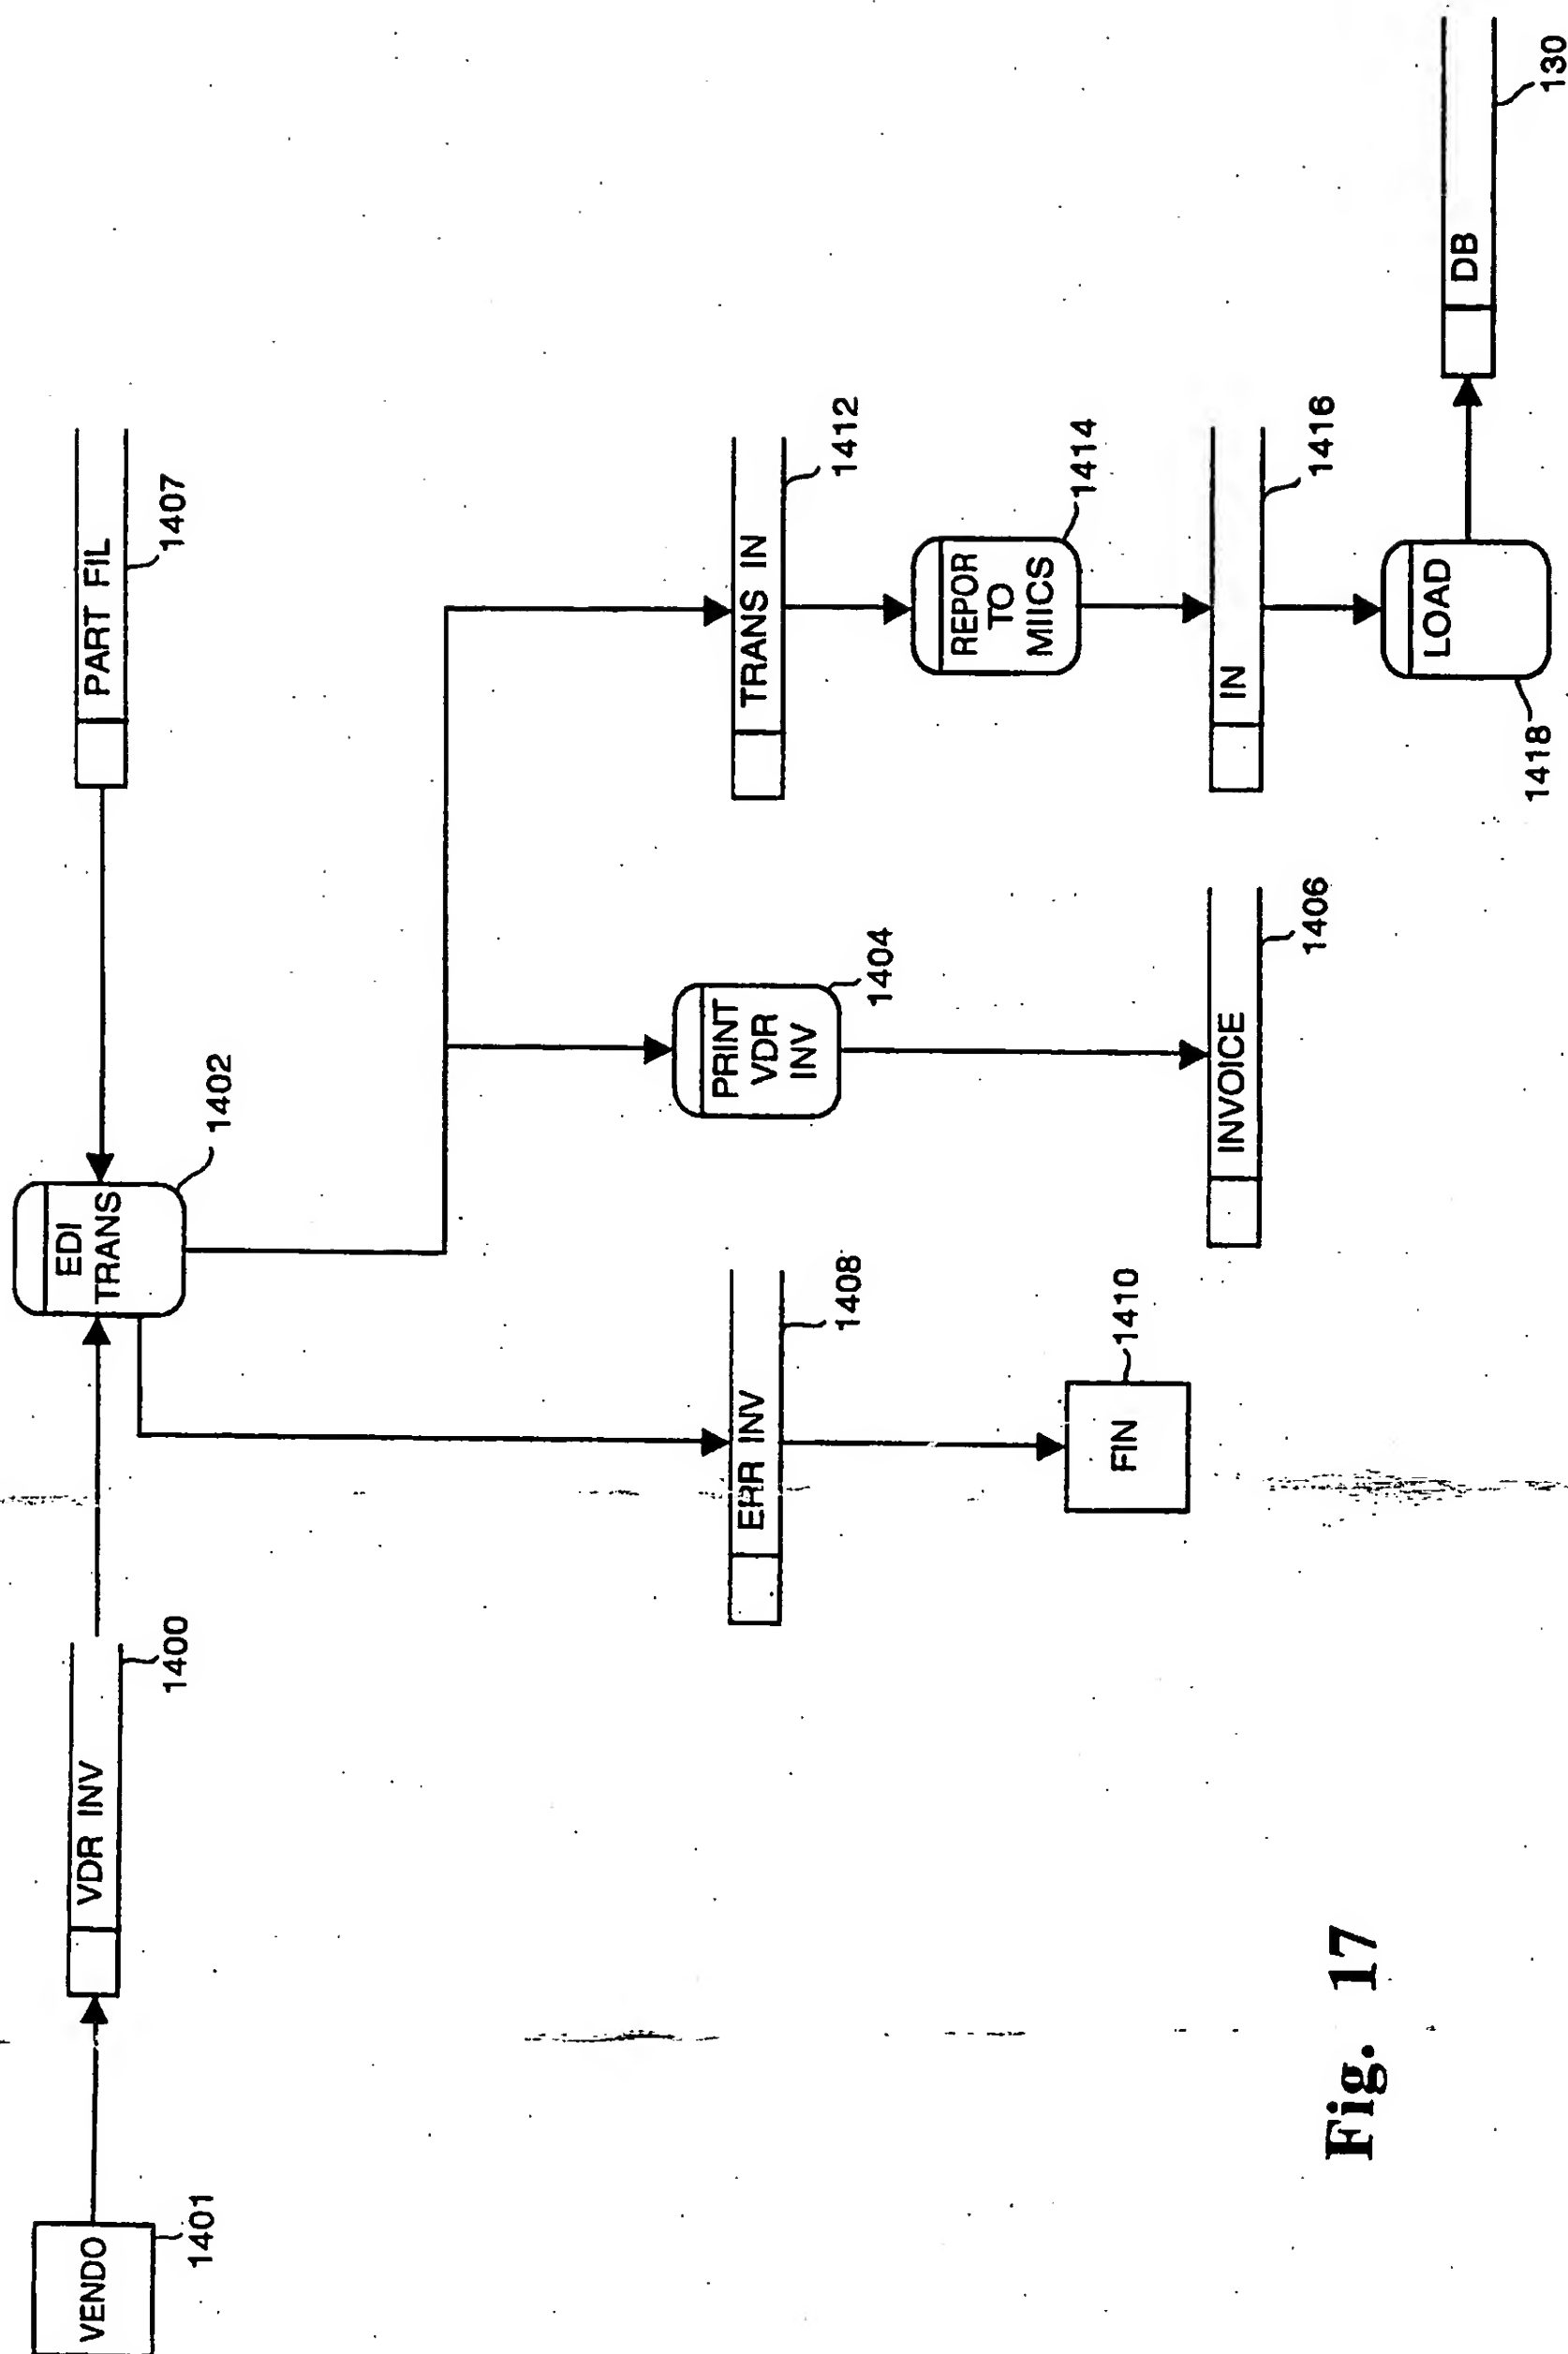 VENDO
1401
VDR INV
1400
EDI
TRANS
1402
PART FIL
1407
ERR INV
1408
FIN
1410
PRINT
VDR
INV
1404
INVOICE
1406
TRANS IN
1412
REPOR
TO
MIICS
1414
IN
1416
LOAD
1418
DB
130
Fig. 17